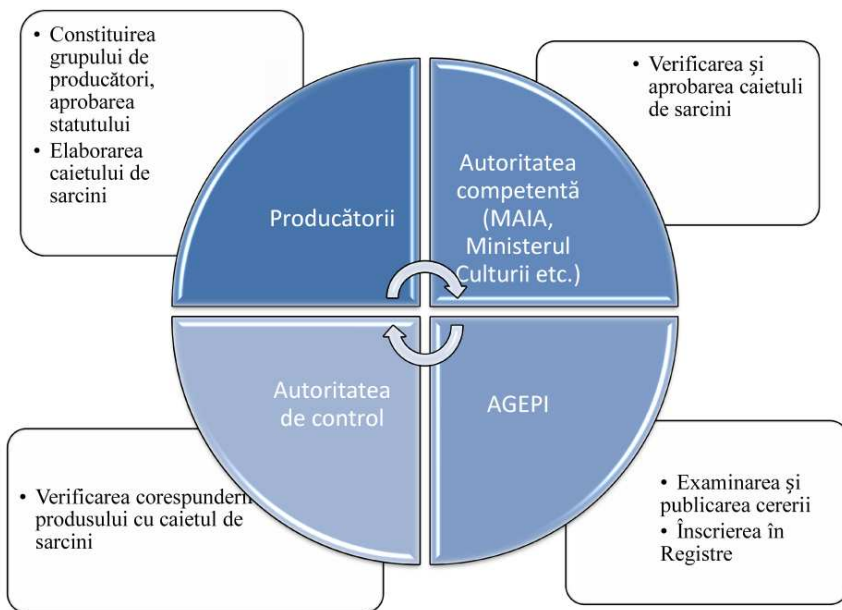 • Constituirea
grupului de
producători,
aprobarea
statutului
• Elaborarea
caietului de
sarcini
• Verificarea și
aprobarea caietuli
de sarcini
Producătorii
Autoritatea
competentă
(MAIA,
Ministerul
Culturii etc.)
Autoritatea
de control
AGEPI
• Verificarea corespunderii
produsului cu caietul de
sarcini
• Examinarea şi
publicarea cererii
• Înscrierea în
Registre